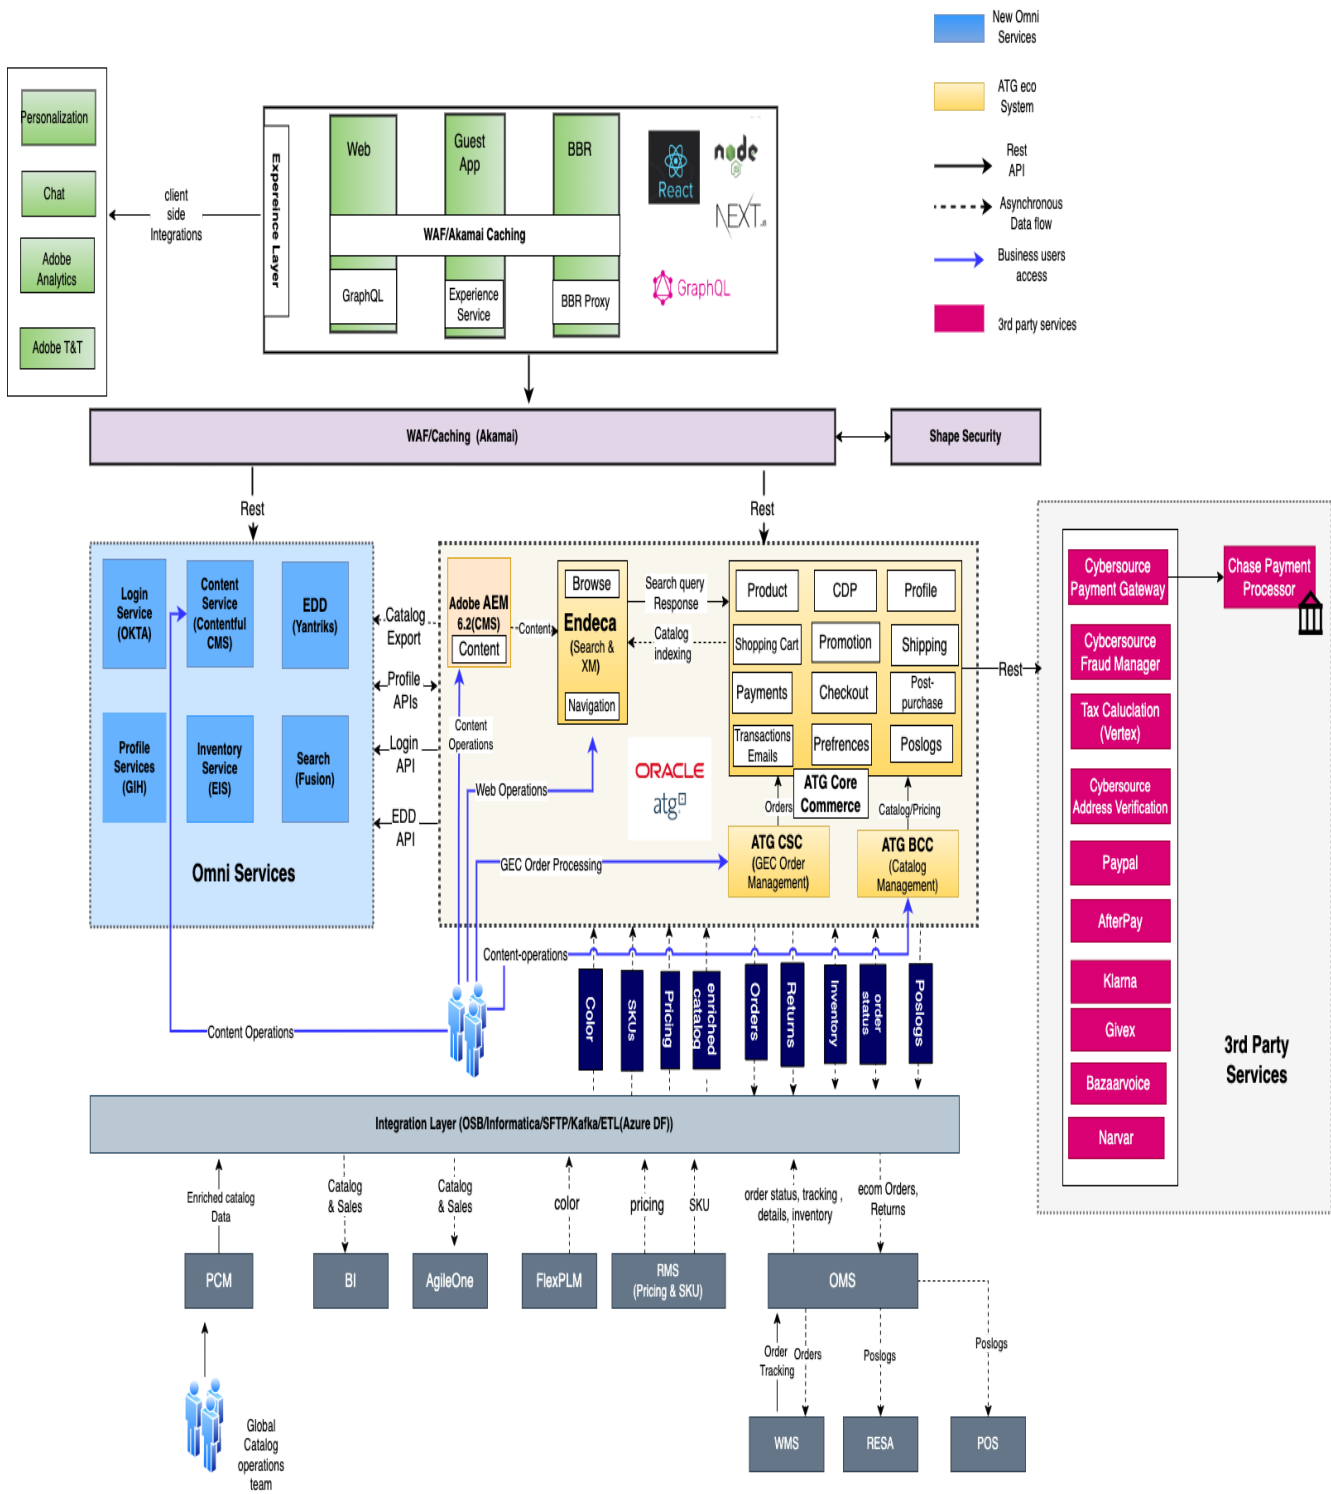 New Omni
Services
ATG eco
System
Rest
API
Asynchronous
Data flow
Business users
access
3rd party services
Personalization
Chat
Adobe
Analytics
Adobe T&T
client
side
Integrations
Expereince Layer
Web
Guest
App
BBR
WAF/Akamai Caching
GraphQL
Experience
Service
BBR Proxy
React
node
JS
NEXT.JS
GraphQL
WAF/Caching (Akamai)
Shape Security
Rest
Rest
Login
Service
(OKTA)
Content
Service
(Contentful
CMS)
EDD
(Yantriks)
Profile
Services
(GIH)
Inventory
Service
(EIS)
Search
(Fusion)
Omni Services
Catalog
Export
Profile
APIs
Login
API
EDD
API
Adobe AEM
6.2(CMS)
Content
Content
Browse
Endeca
(Search &
XM)
Navigation
Search query
Response
Catalog
indexing
Product
CDP
Profile
Shopping Cart
Promotion
Shipping
Payments
Checkout
Post-
purchase
Transactions
Emails
Prefrences
Poslogs
ATG Core
Commerce
Content
Operations
Web Operations
ORACLE
atg
Orders
Catalog/Pricing
ATG CSC
(GEC Order
Management)
ATG BCC
(Catalog
Management)
GEC Order Processing
Content-operations
Content Operations
Rest
Cybersource
Payment Gateway
Chase Payment
Processor
Cybcersource
Fraud Manager
Tax Caluclation
(Vertex)
Cybersource
Address Verification
Paypal
AfterPay
Klarna
Givex
Bazaarvoice
Narvar
3rd Party
Services
Color
SKUs
Pricing
enriched
catalog
Orders
Returns
Inventory
order
status
Poslogs
Integration Layer (OSB/Informatica/SFTP/Kafka/ETL(Azure DF))
Enriched catalog
Data
Catalog
& Sales
Catalog
& Sales
color
pricing
SKU
order status, tracking ,
details, inventory
ecom Orders,
Returns
PCM
BI
AgileOne
FlexPLM
RMS
(Pricing & SKU)
OMS
Order
Tracking
Orders
Poslogs
Poslogs
Global
Catalog
operations
team
WMS
RESA
POS